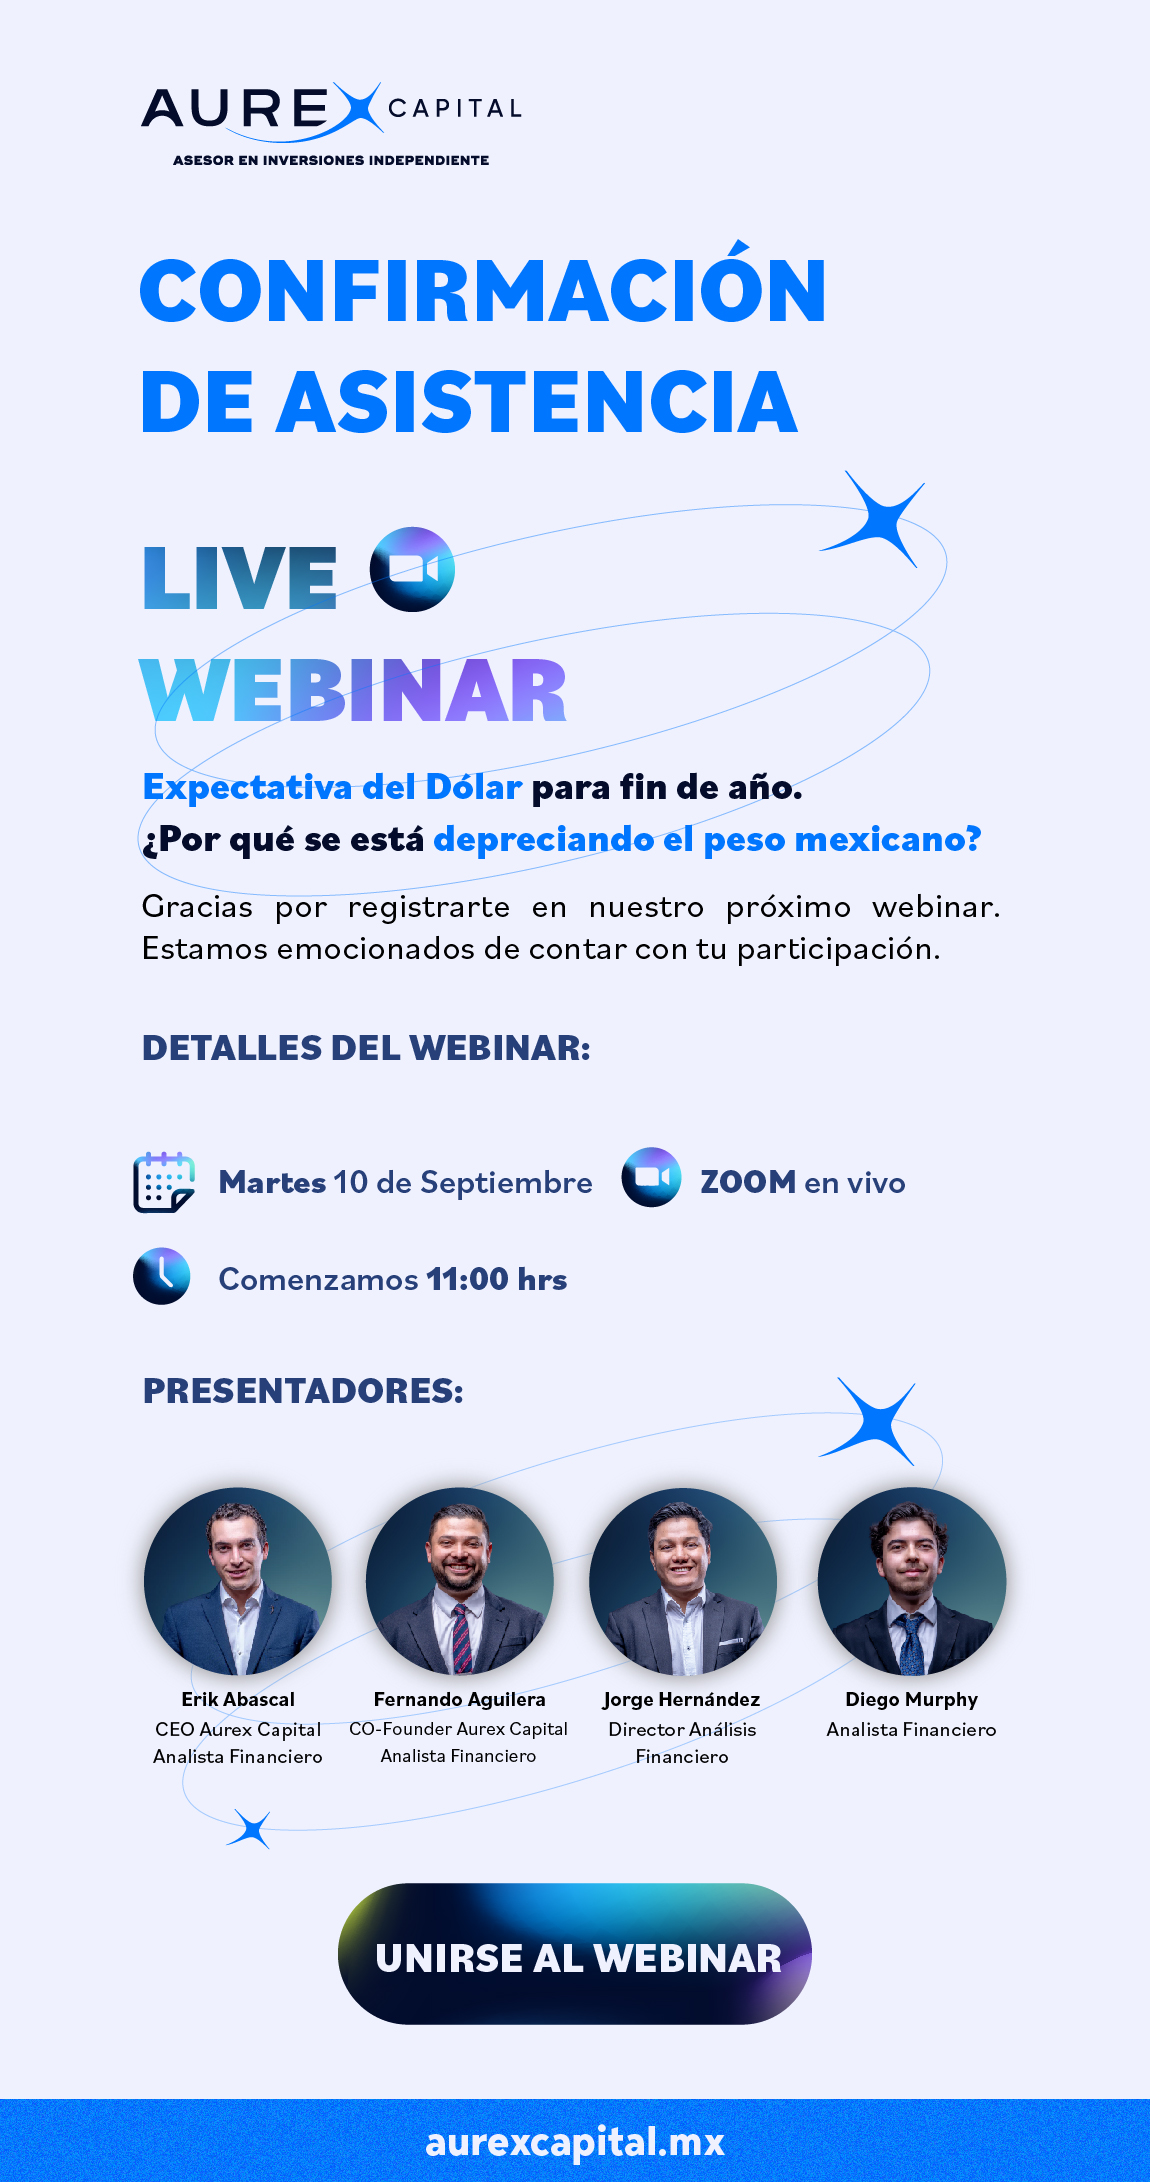 AUREX CAPITAL
ASESOR EN INVERSIONES INDEPENDIENTE
CONFIRMACIÓN
DE ASISTENCIA
LIVE
WEBINAR
Expectativa del Dólar para fin de año.
¿Por qué se está depreciando el peso mexicano?
Gracias por registrarte en nuestro próximo webinar.
Estamos emocionados de contar con tu participación.
DETALLES DEL WEBINAR:
Martes 10 de Septiembre
ZOOM en vivo
Comenzamos 11:00 hrs
PRESENTADORES:
Erik Abascal
CEO Aurex Capital
Analista Financiero
Fernando Aguilera
CO-Founder Aurex Capital
Analista Financiero
Jorge Hernández
Director Análisis
Financiero
Diego Murphy
Analista Financiero
UNIRSE AL WEBINAR
aurexcapital.mx